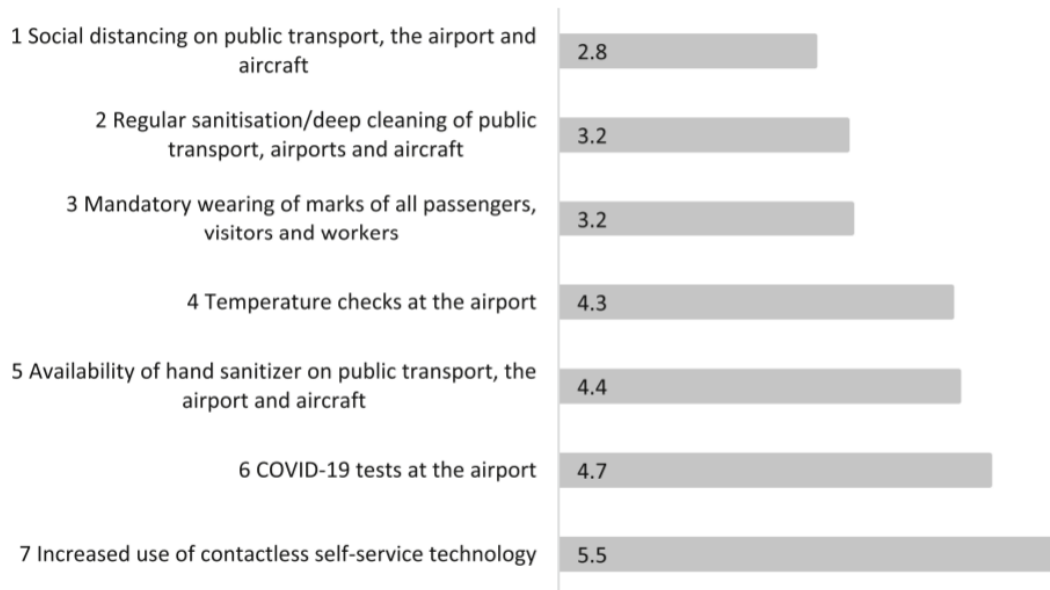 1 Social distancing on public transport, the airport and
aircraft
2.8
2 Regular sanitisation/deep cleaning of public
transport, airports and aircraft
3.2
3 Mandatory wearing of marks of all passengers,
visitors and workers
3.2
4 Temperature checks at the airport
4.3
5 Availability of hand sanitizer on public transport, the
airport and aircraft
4.4
6 COVID-19 tests at the airport
4.7
7 Increased use of contactless self-service technology
5.5